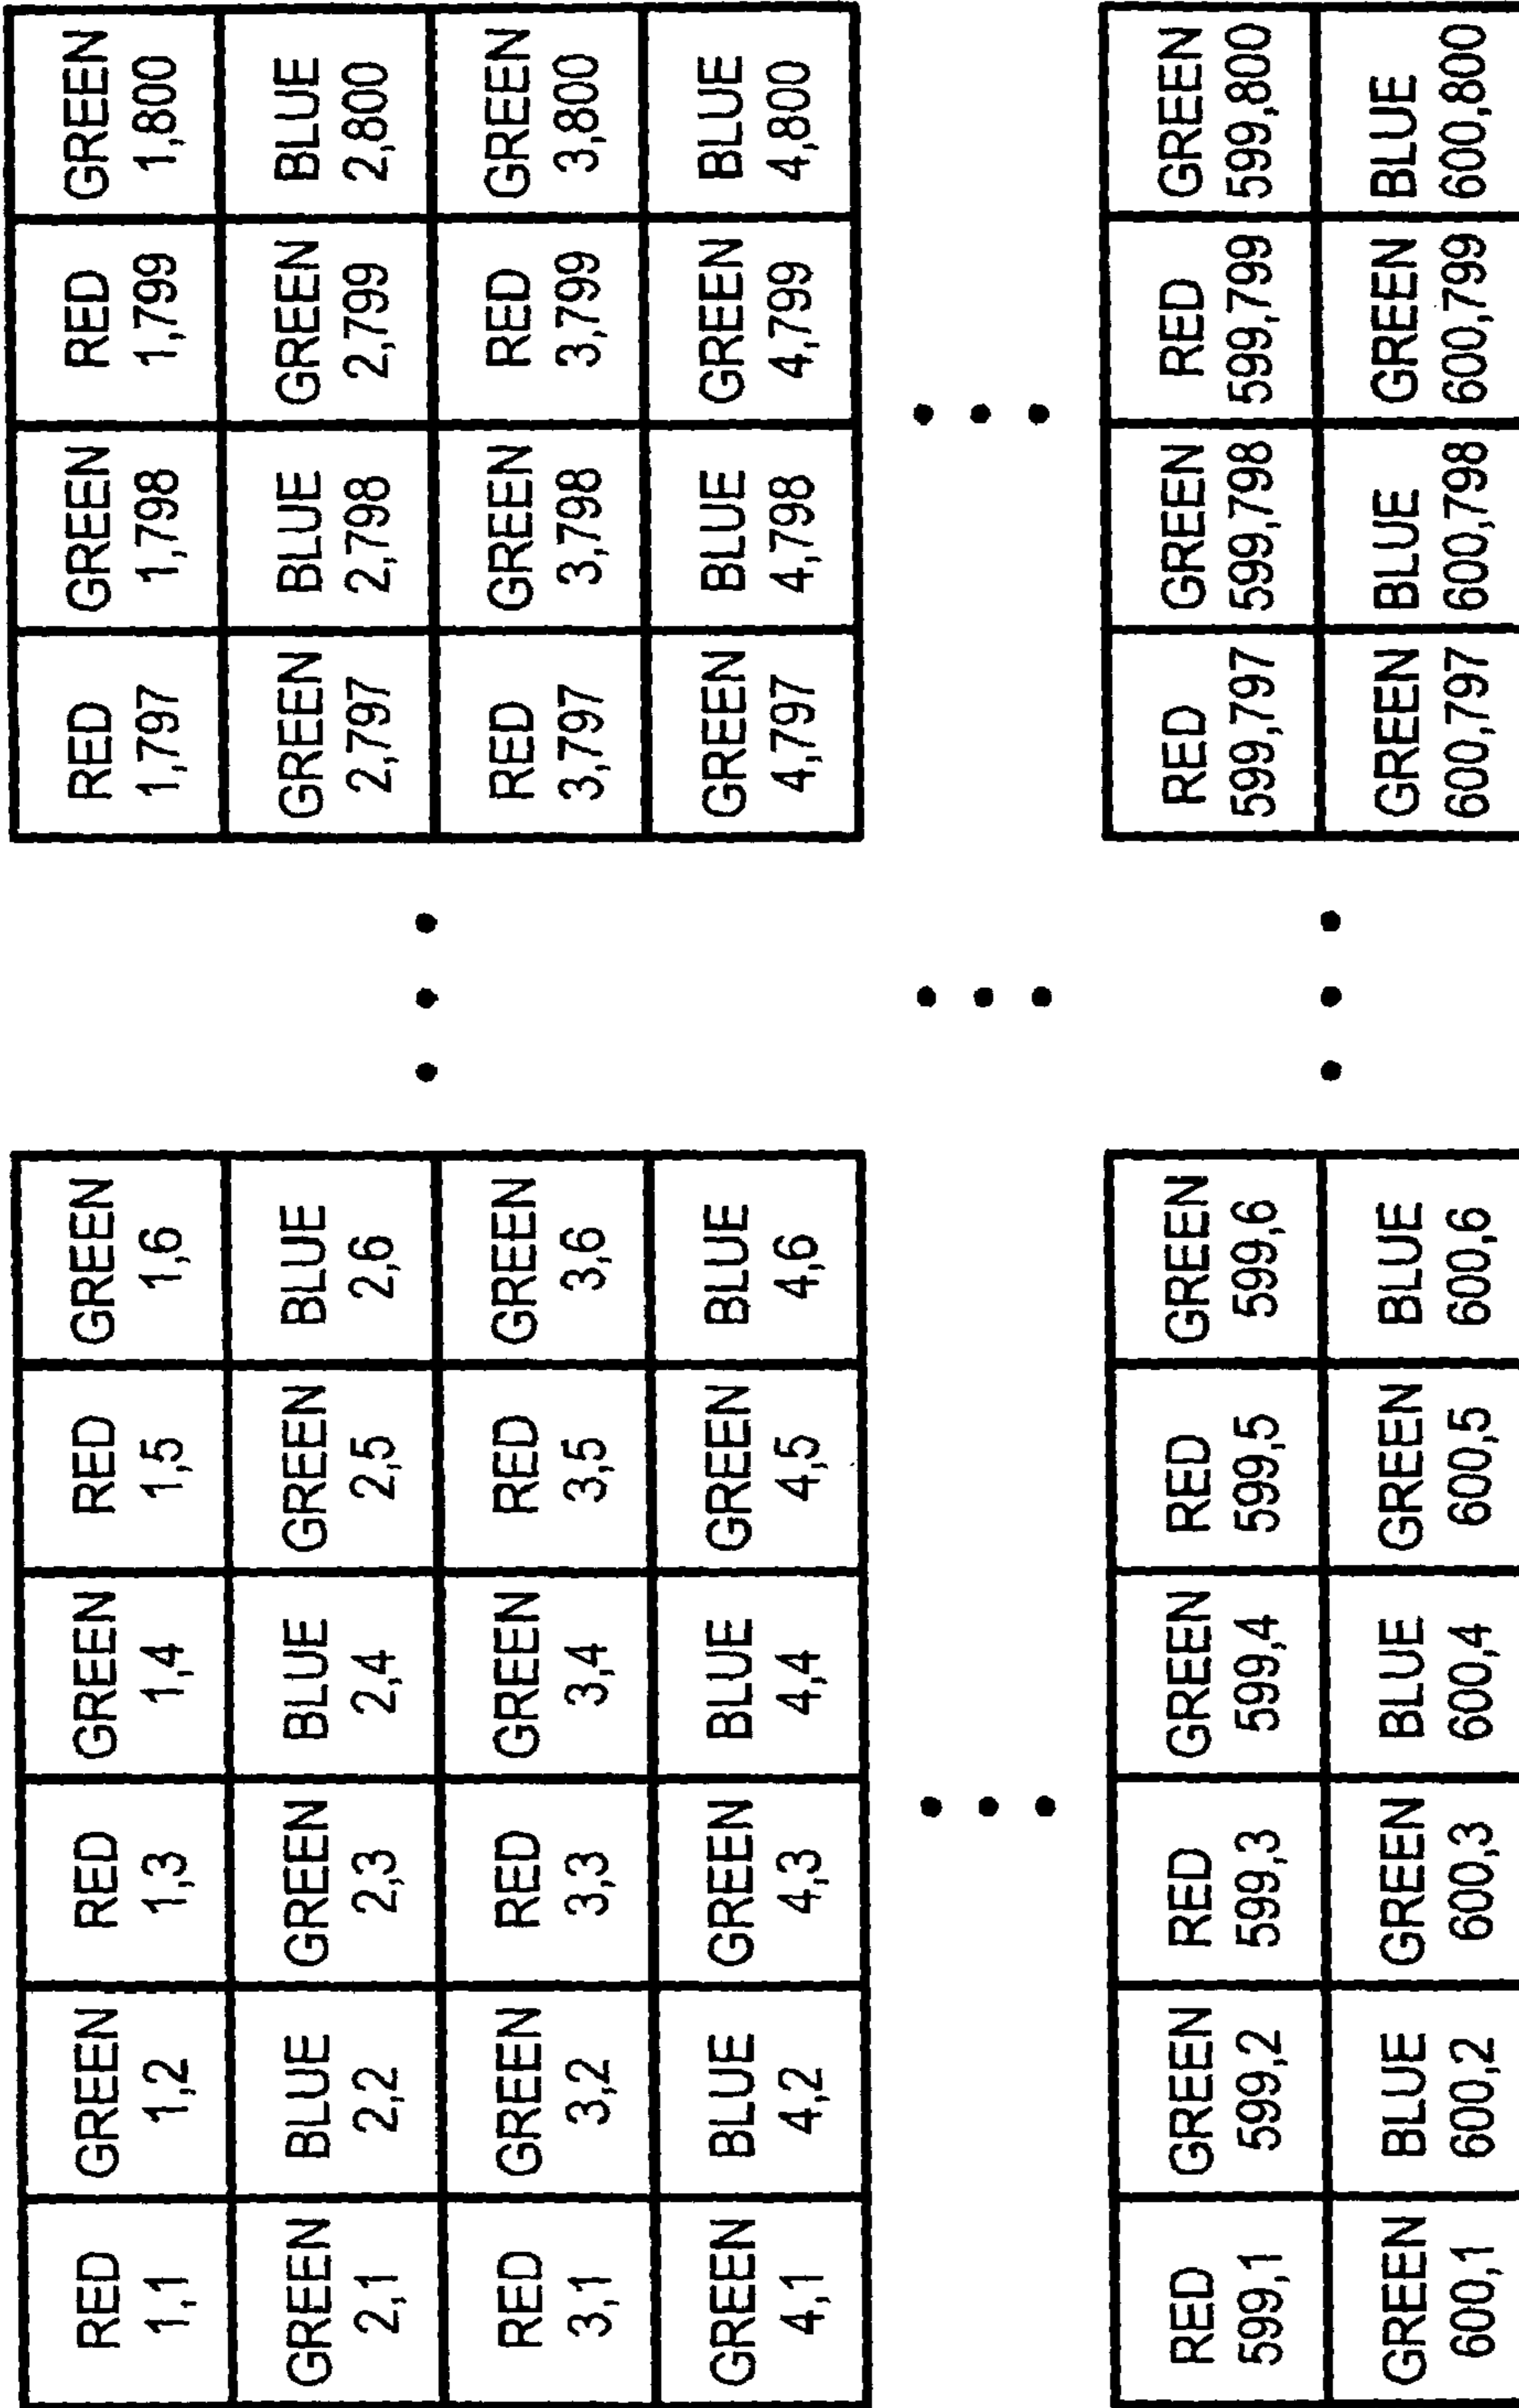 RED GREEN RED GREEN RED GREEN RED GREEN RED GREEN
1,1 1,2 1,3 1,4 1,5 1,6 1,797 1,798 1,799 1,800
GREEN BLUE GREEN BLUE GREEN BLUE GREEN BLUE GREEN BLUE
2,1 2,2 2,3 2,4 2,5 2,6 2,797 2,798 2,799 2,800
RED GREEN RED GREEN RED GREEN RED GREEN RED GREEN
3,1 3,2 3,3 3,4 3,5 3,6 3,797 3,798 3,799 3,800
GREEN BLUE GREEN BLUE GREEN BLUE GREEN BLUE GREEN BLUE
4,1 4,2 4,3 4,4 4,5 4,6 4,797 4,798 4,799 4,800
RED GREEN RED GREEN RED GREEN RED GREEN RED GREEN
599,1 599,2 599,3 599,4 599,5 599,6 599,797 599,798 599,799 599,800
GREEN BLUE GREEN BLUE GREEN BLUE GREEN BLUE GREEN BLUE
600,1 600,2 600,3 600,4 600,5 600,6 600,797 600,798 600,799 600,800